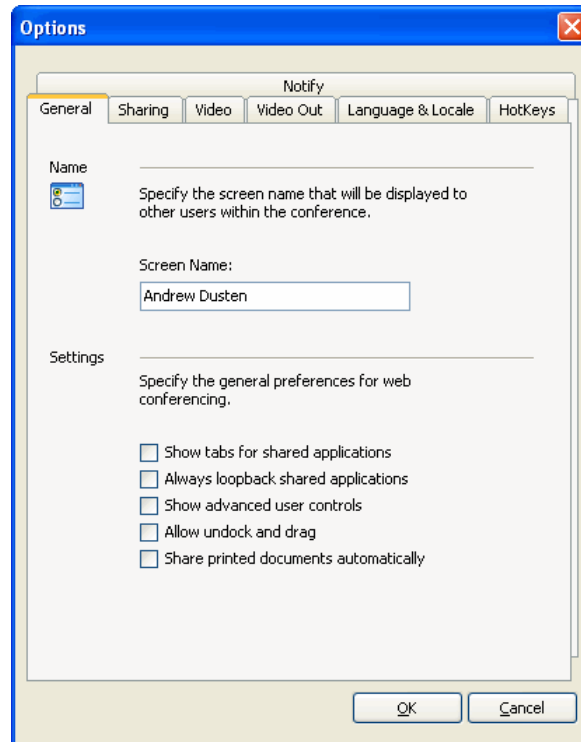 Options
Notify
General Sharing Video Video Out Language & Locale HotKeys
Name
Specify the screen name that will be displayed to
other users within the conference.
Screen Name:
Andrew Dusten
Settings
Specify the general preferences for web
conferencing.
Show tabs for shared applications
Always loopback shared applications
Show advanced user controls
Allow undock and drag
Share printed documents automatically
OK Cancel